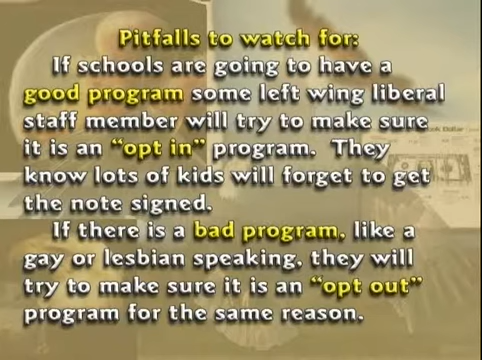 Pitfalls to watch for:
If schools are going to have a
good program some left wing liberal
staff member will try to make sure
it is an "opt in" program. They
know lots of kids will forget to get
the note signed.
If there is a bad program, like a
gay or lesbian speaking, they will
try to make sure it is an "opt out"
program for the same reason.